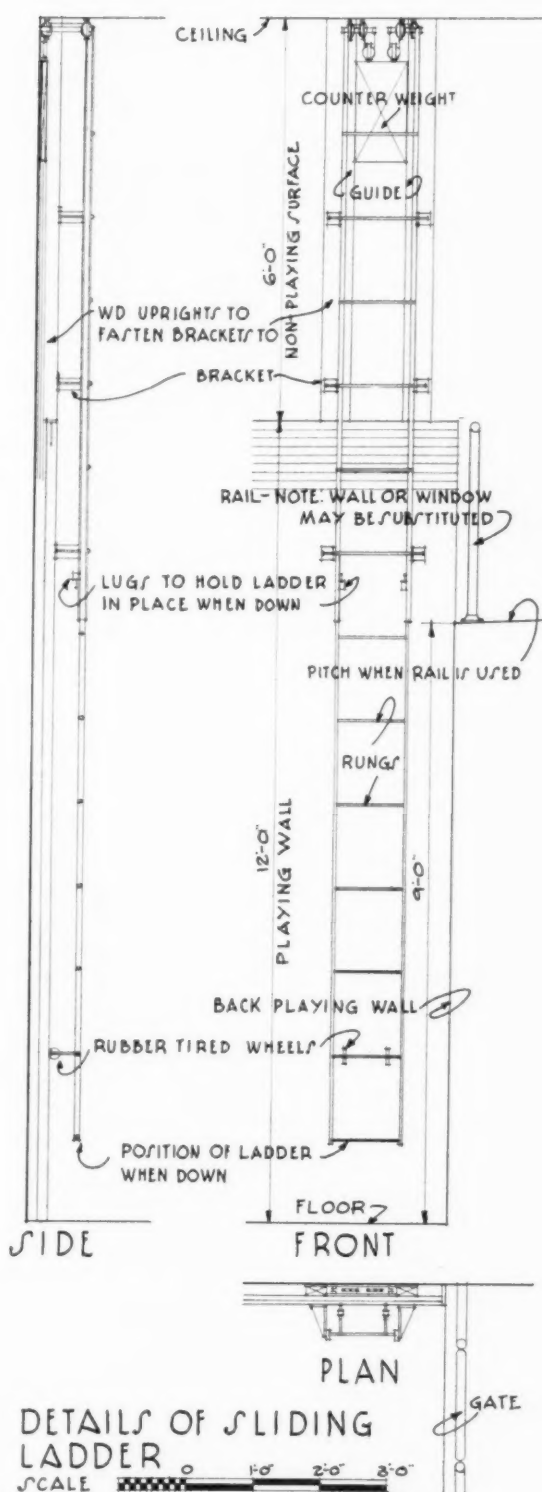 CEILING
COUNTER WEIGHT
GUIDE
6'-0"
NON-PLAYING SURFACE
WD UPRIGHTS TO
FASTEN BRACKETS TO
BRACKET
RAIL-NOTE: WALL OR WINDOW
MAY BE SUBSTITUTED
LUGS TO HOLD LADDER
IN PLACE WHEN DOWN
PITCH WHEN RAIL IS USED
RUNGS
12'-0"
PLAYING WALL
9'-0"
BACK PLAYING WALL
RUBBER TIRED WHEELS
POSITION OF LADDER
WHEN DOWN
FLOOR
SIDE
FRONT
PLAN
GATE
DETAILS OF SLIDING
LADDER
SCALE 0 1'-0" 2'-0" 3'-0"